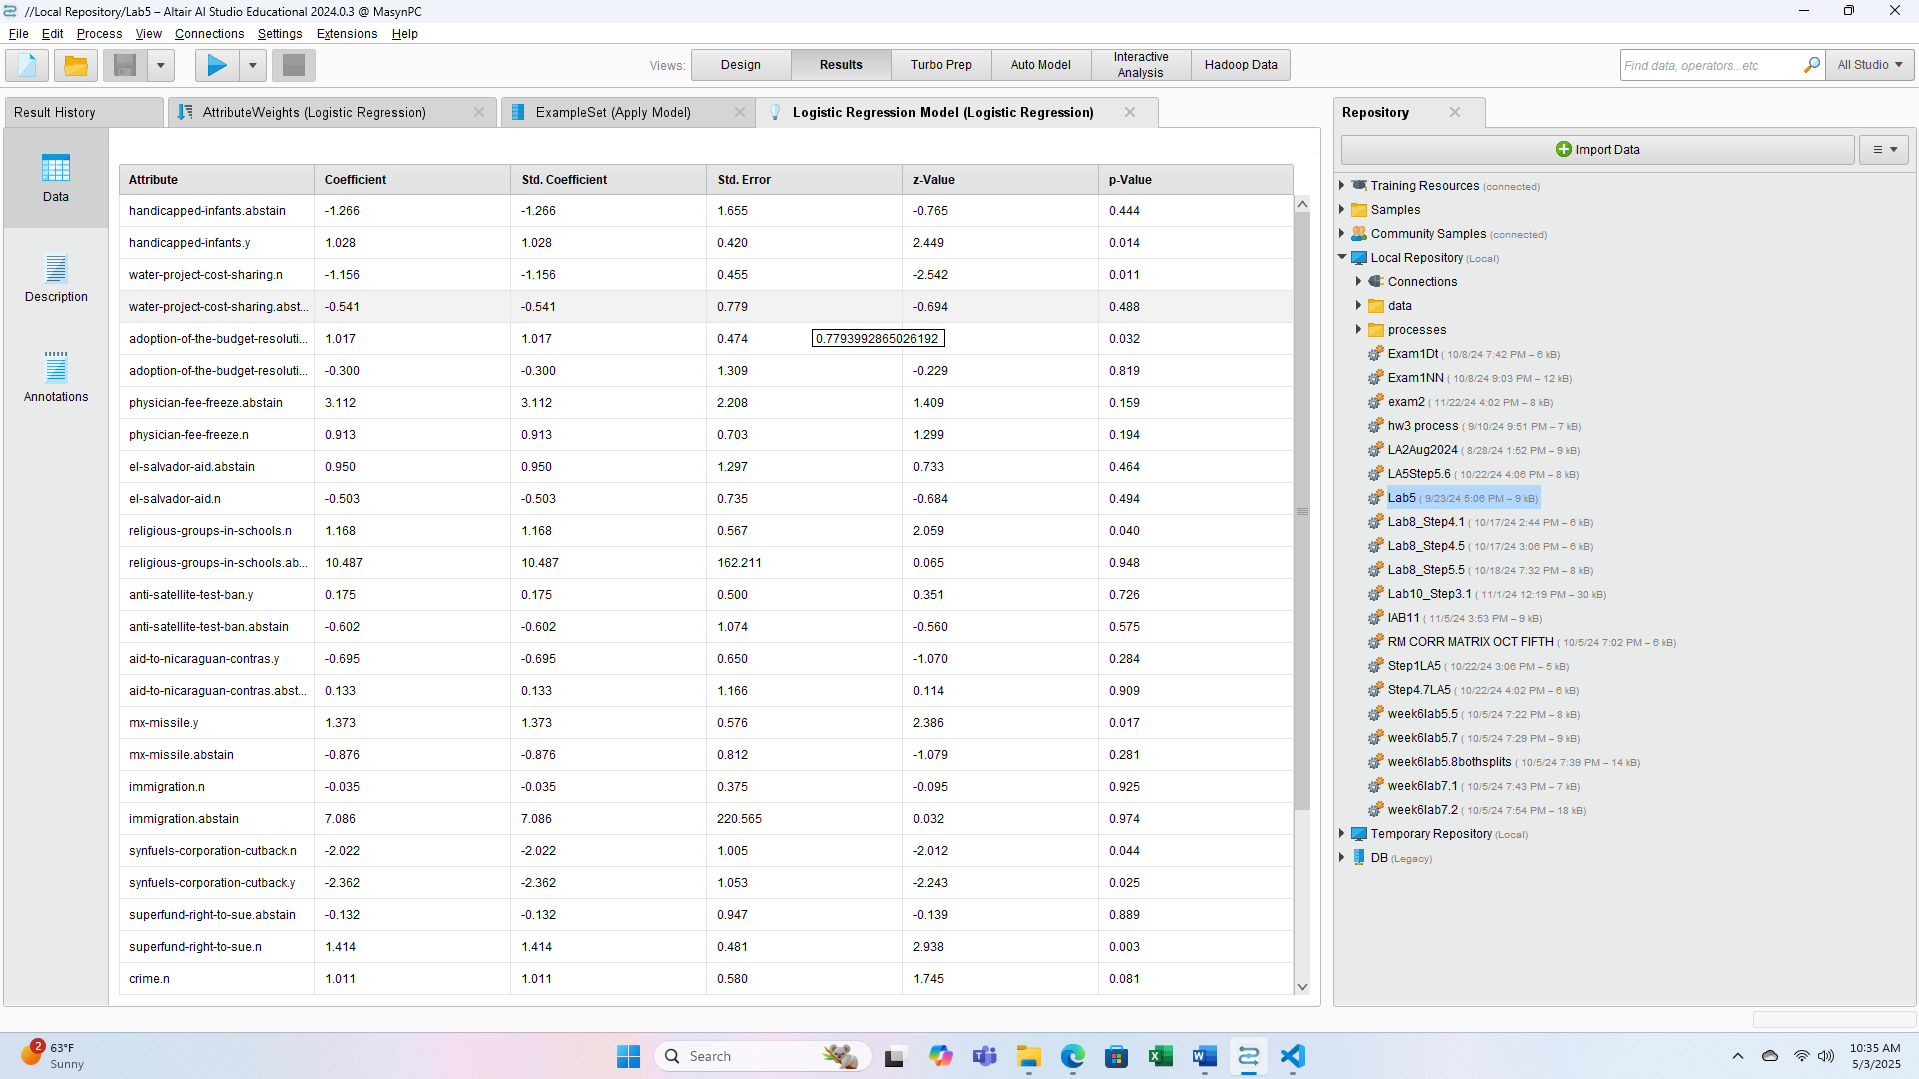 //Local Repository/Lab5 – Altair AI Studio Educational 2024.0.3 @ MasynPC
File Edit Process View Connections Settings Extensions Help
Views: Design Results Turbo Prep Auto Model Interactive Analysis Hadoop Data
Find data, operators...etc All Studio
Result History AttributeWeights (Logistic Regression) ExampleSet (Apply Model) Logistic Regression Model (Logistic Regression)
Data
Description
Annotations
Attribute Coefficient Std. Coefficient Std. Error z-Value p-Value
handicapped-infants.abstain -1.266 -1.266 1.655 -0.765 0.444
handicapped-infants.y 1.028 1.028 0.420 2.449 0.014
water-project-cost-sharing.n -1.156 -1.156 0.455 -2.542 0.011
water-project-cost-sharing.abst... -0.541 -0.541 0.779 -0.694 0.488
adoption-of-the-budget-resoluti... 1.017 1.017 0.474 0.7793992865026192 0.032
adoption-of-the-budget-resoluti... -0.300 -0.300 1.309 -0.229 0.819
physician-fee-freeze.abstain 3.112 3.112 2.208 1.409 0.159
physician-fee-freeze.n 0.913 0.913 0.703 1.299 0.194
el-salvador-aid.abstain 0.950 0.950 1.297 0.733 0.464
el-salvador-aid.n -0.503 -0.503 0.735 -0.684 0.494
religious-groups-in-schools.n 1.168 1.168 0.567 2.059 0.040
religious-groups-in-schools.ab... 10.487 10.487 162.211 0.065 0.948
anti-satellite-test-ban.y 0.175 0.175 0.500 0.351 0.726
anti-satellite-test-ban.abstain -0.602 -0.602 1.074 -0.560 0.575
aid-to-nicaraguan-contras.y -0.695 -0.695 0.650 -1.070 0.284
aid-to-nicaraguan-contras.abst... 0.133 0.133 1.166 0.114 0.909
mx-missile.y 1.373 1.373 0.576 2.386 0.017
mx-missile.abstain -0.876 -0.876 0.812 -1.079 0.281
immigration.n -0.035 -0.035 0.375 -0.095 0.925
immigration.abstain 7.086 7.086 220.565 0.032 0.974
synfuels-corporation-cutback.n -2.022 -2.022 1.005 -2.012 0.044
synfuels-corporation-cutback.y -2.362 -2.362 1.053 -2.243 0.025
superfund-right-to-sue.abstain -0.132 -0.132 0.947 -0.139 0.889
superfund-right-to-sue.n 1.414 1.414 0.481 2.938 0.003
crime.n 1.011 1.011 0.580 1.745 0.081
Repository
Import Data
Training Resources (connected)
Samples
Community Samples (connected)
Local Repository (Local)
Connections
data
processes
Exam1Dt ( 10/8/24 7:42 PM – 6 kB)
Exam1NN ( 10/8/24 9:03 PM – 12 kB)
exam2 ( 11/22/24 4:02 PM – 8 kB)
hw3 process ( 9/10/24 9:51 PM – 7 kB)
LA2Aug2024 ( 8/28/24 1:52 PM – 9 kB)
LA5Step5.6 ( 10/22/24 4:06 PM – 8 kB)
Lab5 ( 9/23/24 5:06 PM – 9 kB)
Lab8_Step4.1 ( 10/17/24 2:44 PM – 6 kB)
Lab8_Step4.5 ( 10/17/24 3:06 PM – 6 kB)
Lab8_Step5.5 ( 10/18/24 7:32 PM – 8 kB)
Lab10_Step3.1 ( 11/1/24 12:19 PM – 30 kB)
lAB11 ( 11/5/24 3:53 PM – 9 kB)
RM CORR MATRIX OCT FIFTH ( 10/5/24 7:02 PM – 6 kB)
Step1LA5 ( 10/22/24 3:06 PM – 5 kB)
Step4.7LA5 ( 10/22/24 4:02 PM – 6 kB)
week6lab5.5 ( 10/5/24 7:22 PM – 8 kB)
week6lab5.7 ( 10/5/24 7:29 PM – 9 kB)
week6lab5.8bothsplits ( 10/5/24 7:39 PM – 14 kB)
week6lab7.1 ( 10/5/24 7:43 PM – 7 kB)
week6lab7.2 ( 10/5/24 7:54 PM – 18 kB)
Temporary Repository (Local)
DB (Legacy)
2 63°F
Sunny
Search
10:35 AM
5/3/2025